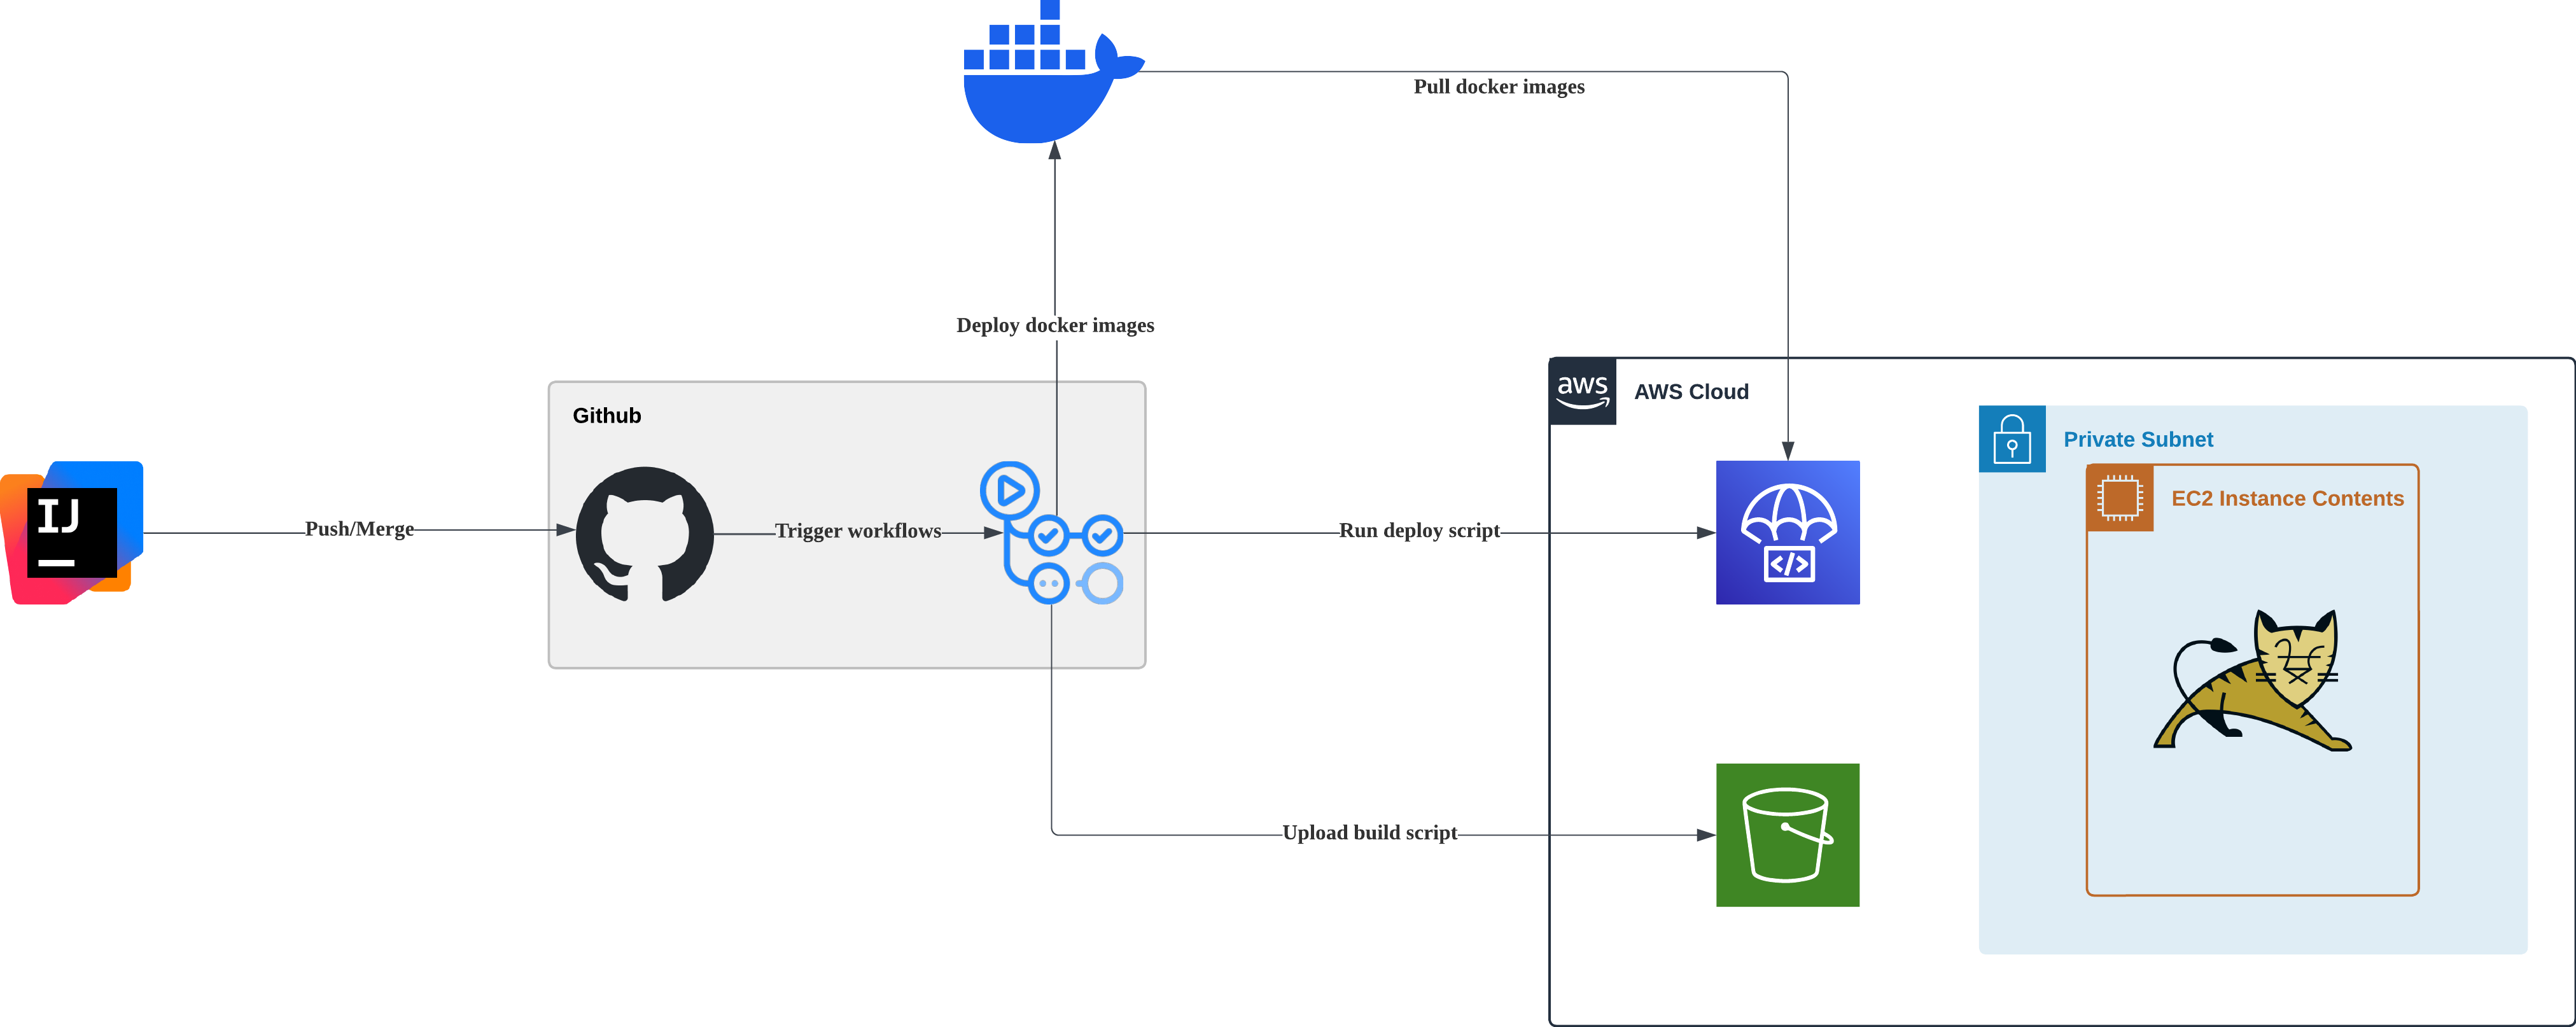 Pull docker images
Deploy docker images
Github
aws
AWS Cloud
Private Subnet
EC2 Instance Contents
IJ
Push/Merge
Trigger workflows
Run deploy script
</>
Upload build script